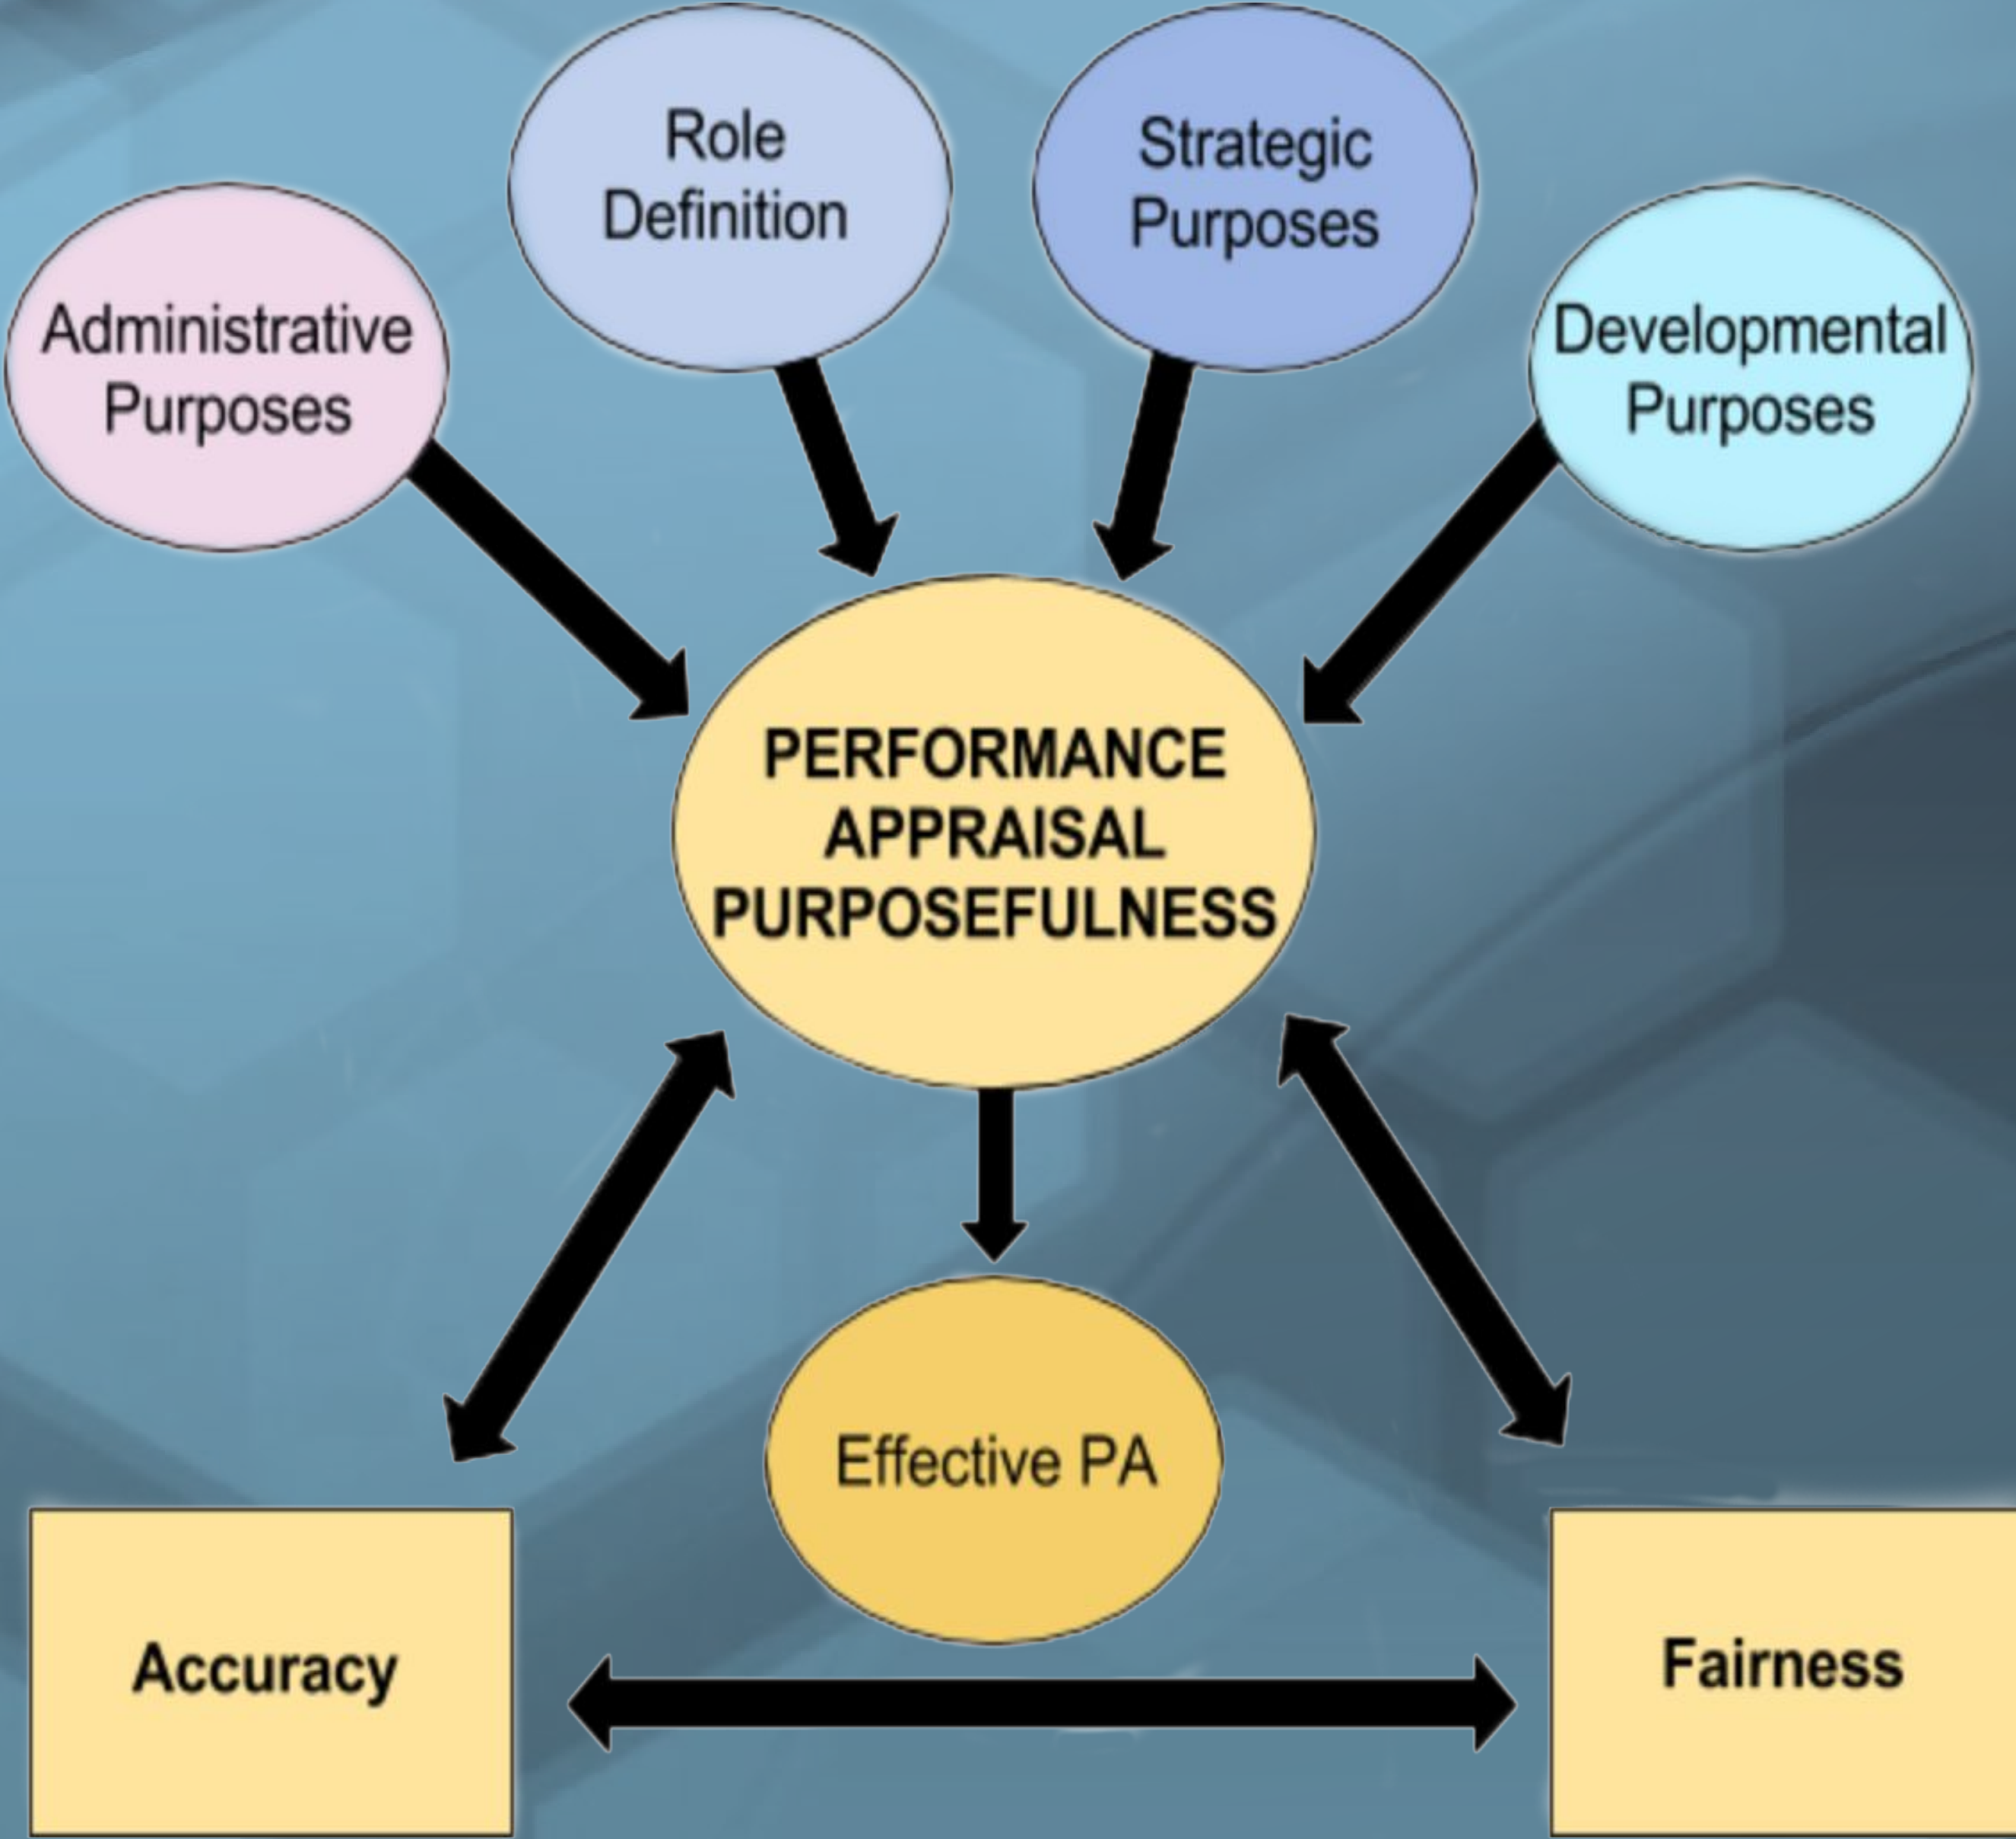 Role
Definition
Strategic
Purposes
Administrative
Purposes
Developmental
Purposes
PERFORMANCE
APPRAISAL
PURPOSEFULNESS
Effective PA
Accuracy
Fairness